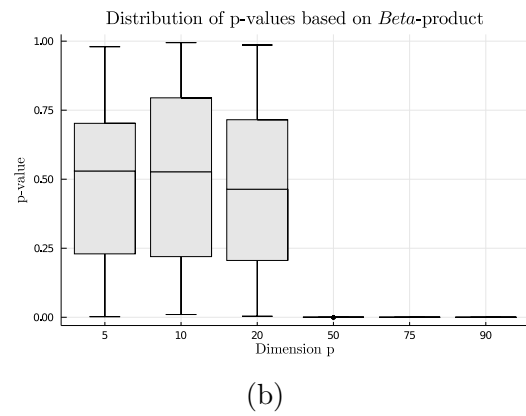 Distribution of p-values based on Beta-product
1.00
0.75
0.50
0.25
0.00
p-value
5 10 20 50 75 90
Dimension p
(b)